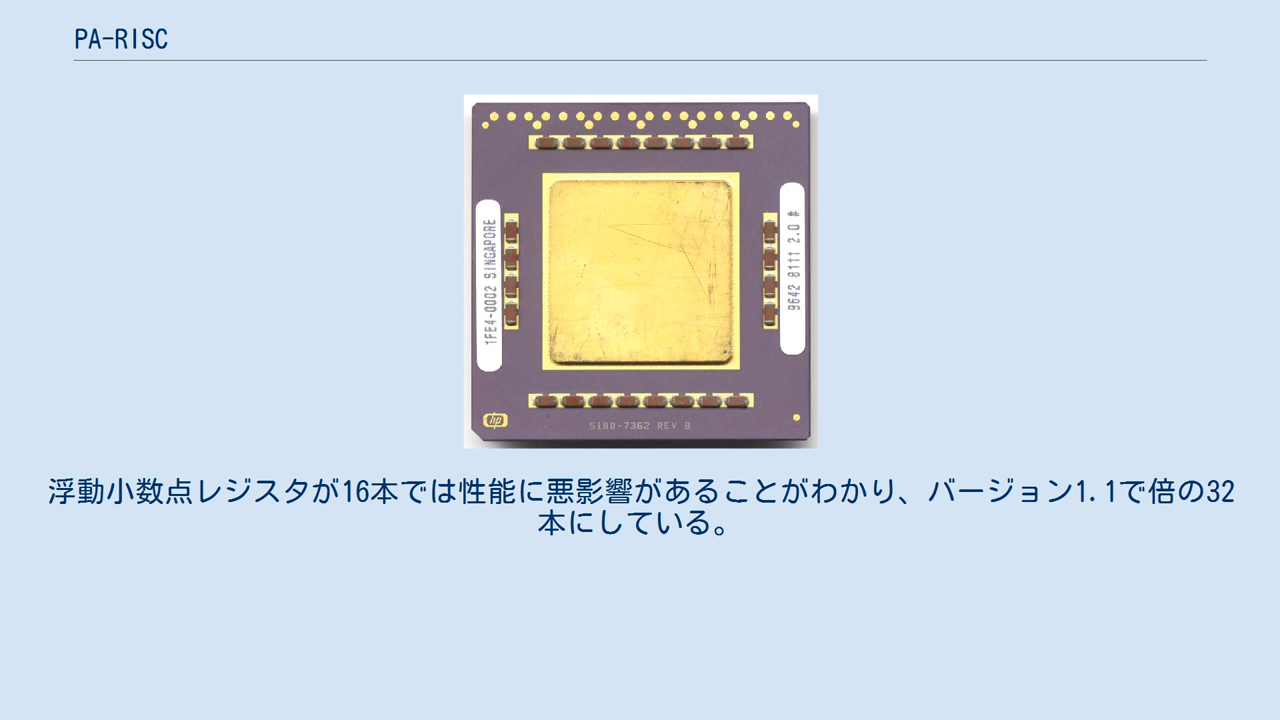 PA-RISC
1FE4-0002 SINGAPORE
9642 8111 2.0 #
hp
5180-7362 REV B
浮動小数点レジスタが16本では性能に悪影響があることがわかり、バージョン1.1で倍の32
本にしている。